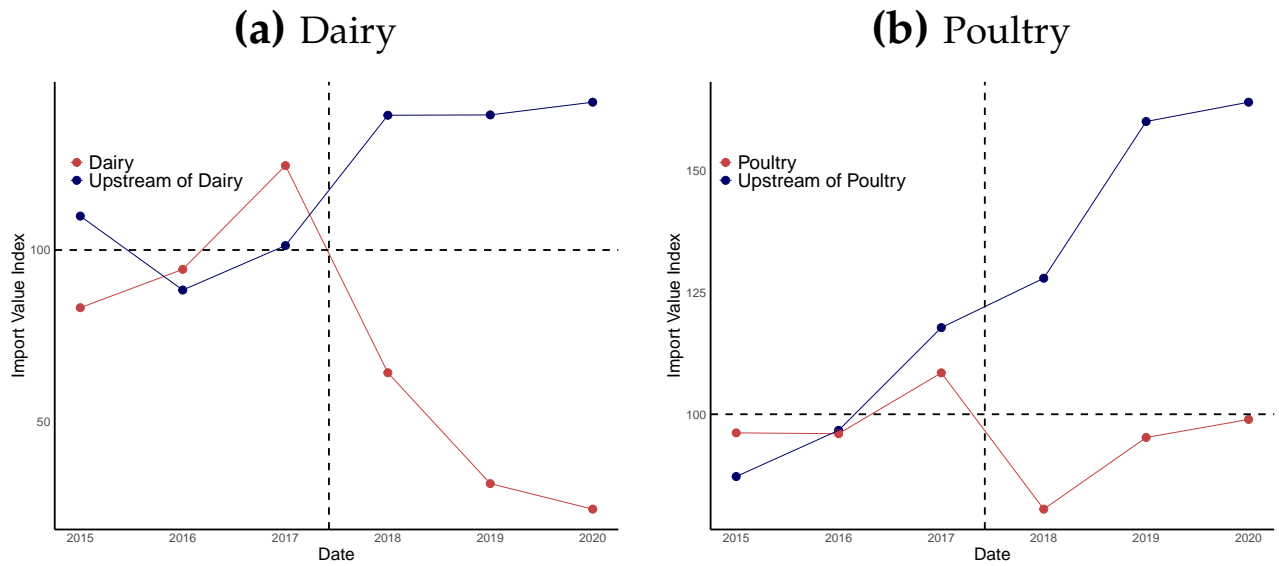 (a) Dairy
Import Value Index
100
50
Dairy
Upstream of Dairy
2015 2016 2017 2018 2019 2020
Date
(b) Poultry
Import Value Index
150
125
100
Poultry
Upstream of Poultry
2015 2016 2017 2018 2019 2020
Date